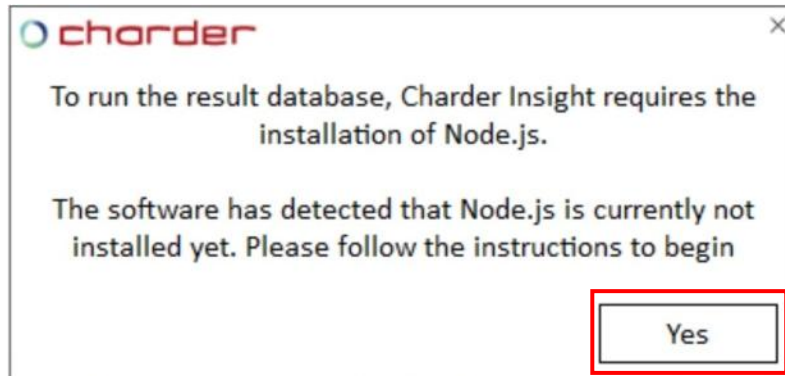 charder
To run the result database, Charder Insight requires the
installation of Node.js.
The software has detected that Node.js is currently not
installed yet. Please follow the instructions to begin
Yes